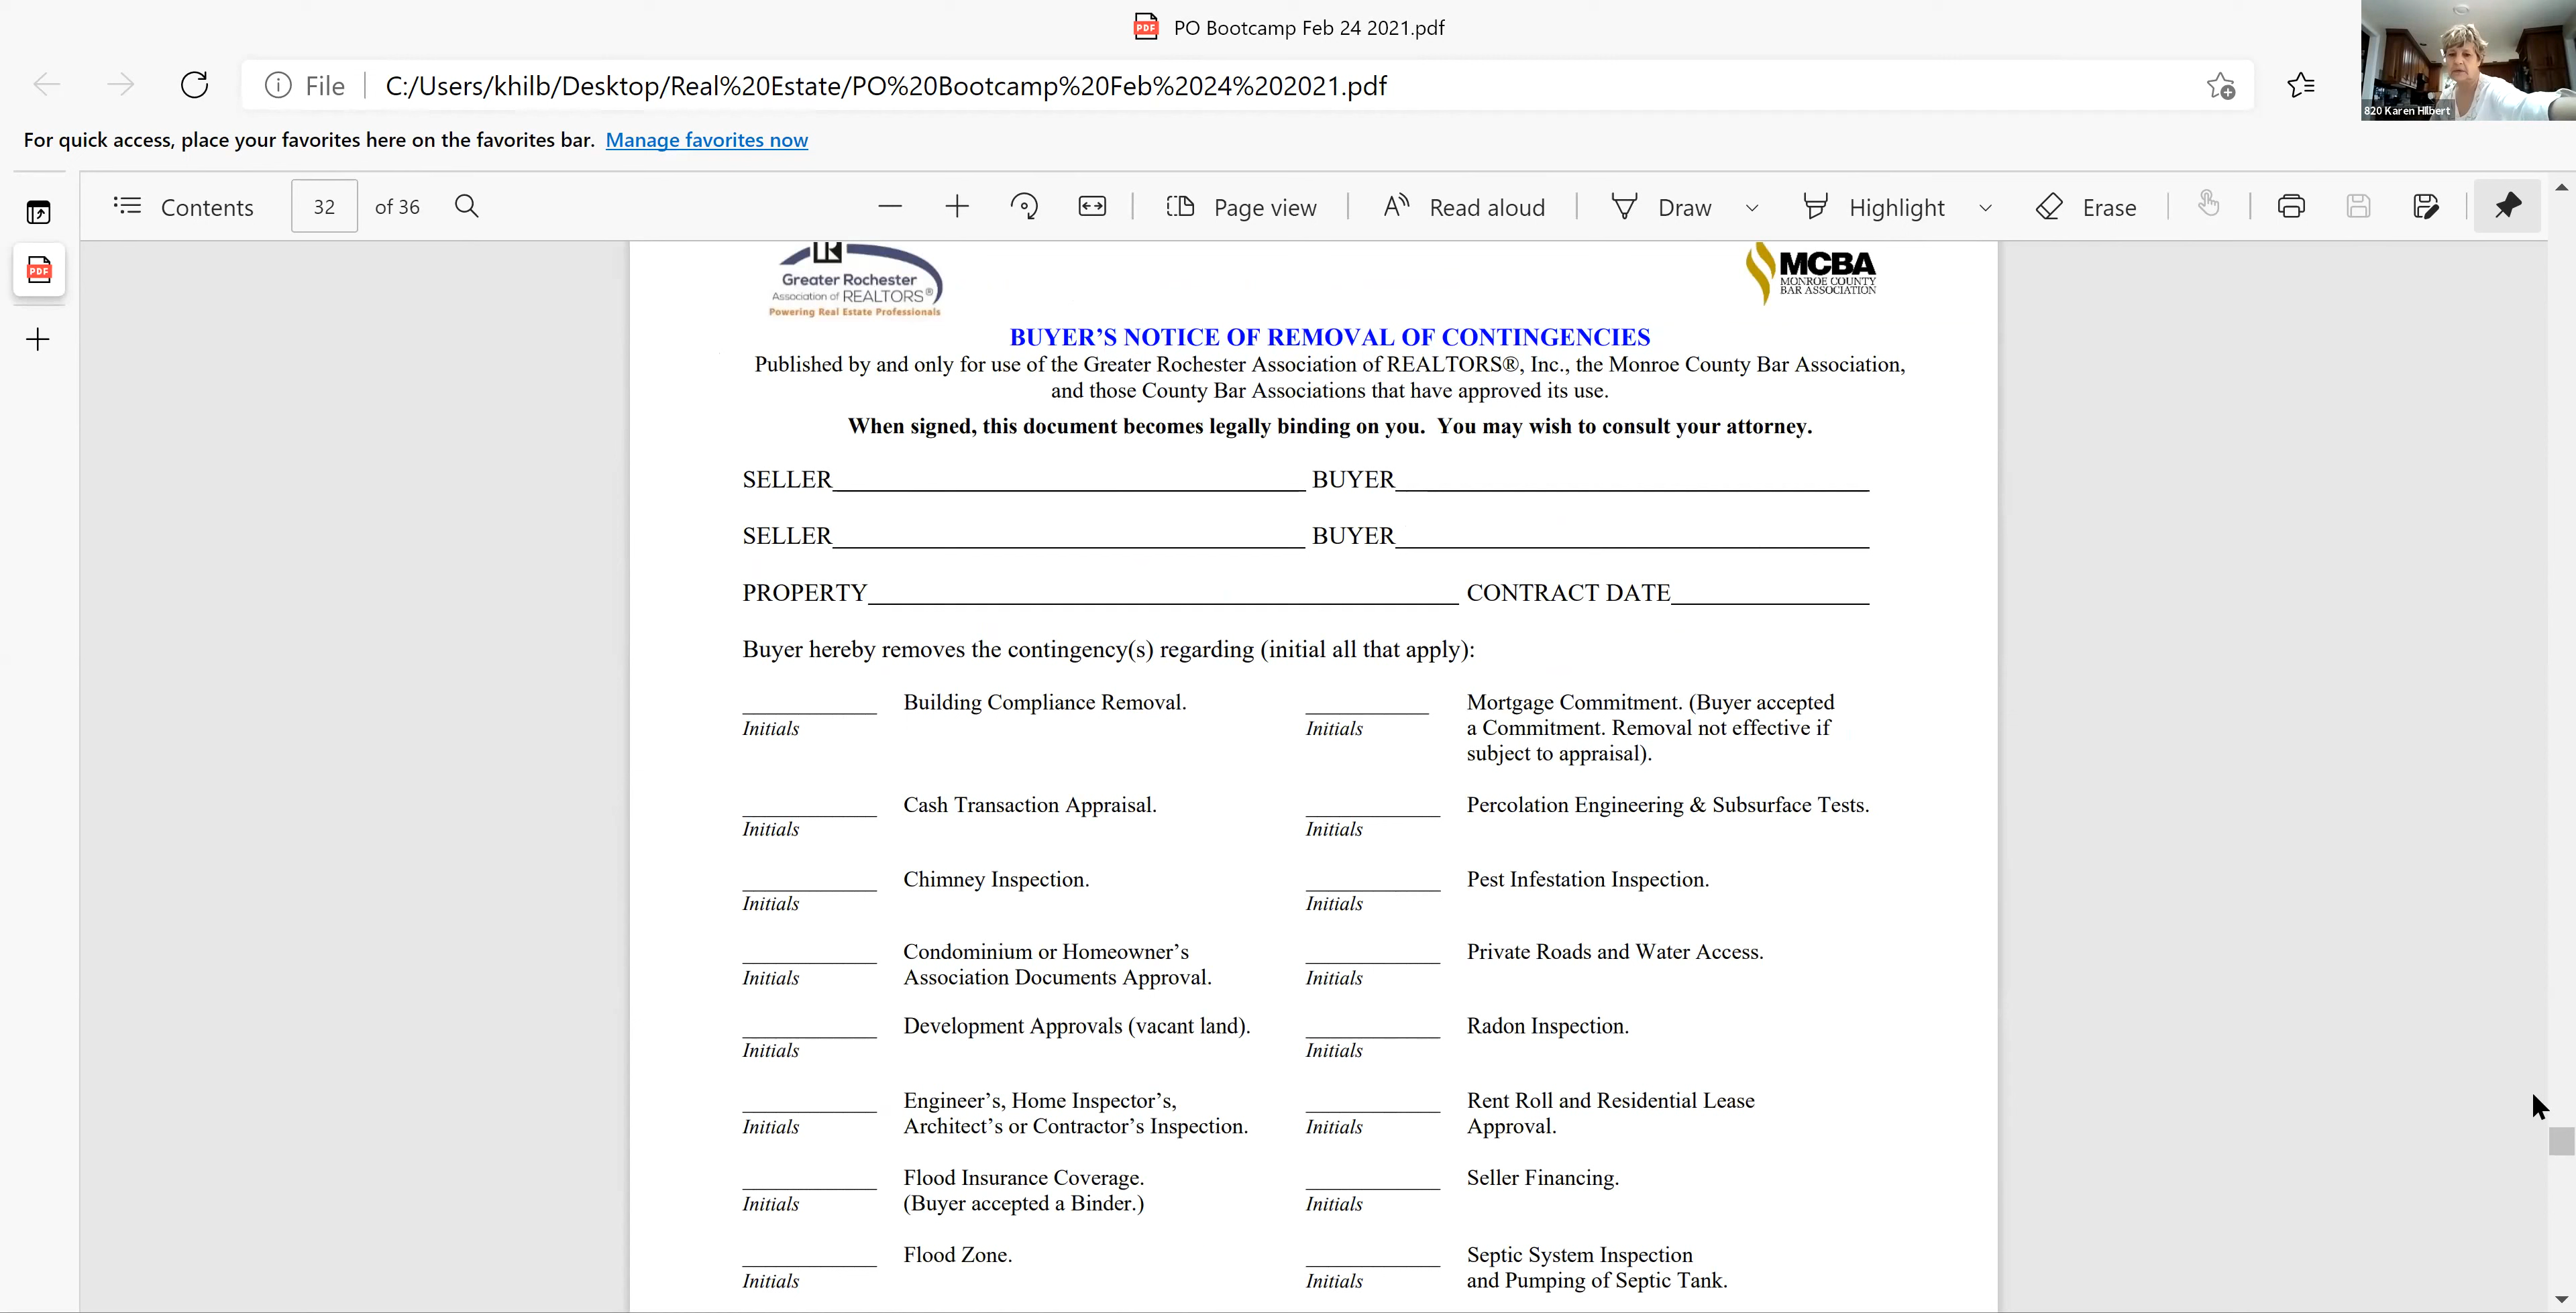 PO Bootcamp Feb 24 2021.pdf
File C:/Users/khilb/Desktop/Real%20Estate/PO%20Bootcamp%20Feb%2024%202021.pdf
820 Karen Hilbert
For quick access, place your favorites here on the favorites bar. Manage favorites now
Contents 32 of 36 Page view Read aloud Draw Highlight Erase
PDF
Greater Rochester
Association of REALTORS®
Powering Real Estate Professionals
MCBA
MONROE COUNTY
BAR ASSOCIATION
BUYER’S NOTICE OF REMOVAL OF CONTINGENCIES
Published by and only for use of the Greater Rochester Association of REALTORS®, Inc., the Monroe County Bar Association,
and those County Bar Associations that have approved its use.
When signed, this document becomes legally binding on you. You may wish to consult your attorney.
SELLER BUYER
SELLER BUYER
PROPERTY CONTRACT DATE
Buyer hereby removes the contingency(s) regarding (initial all that apply):
Initials Building Compliance Removal.
Initials Mortgage Commitment. (Buyer accepted
a Commitment. Removal not effective if
subject to appraisal).
Initials Cash Transaction Appraisal.
Initials Percolation Engineering & Subsurface Tests.
Initials Chimney Inspection.
Initials Pest Infestation Inspection.
Initials Condominium or Homeowner’s
Association Documents Approval.
Initials Private Roads and Water Access.
Initials Development Approvals (vacant land).
Initials Radon Inspection.
Initials Engineer’s, Home Inspector’s,
Architect’s or Contractor’s Inspection.
Initials Rent Roll and Residential Lease
Approval.
Initials Flood Insurance Coverage.
(Buyer accepted a Binder.)
Initials Seller Financing.
Initials Flood Zone.
Initials Septic System Inspection
and Pumping of Septic Tank.